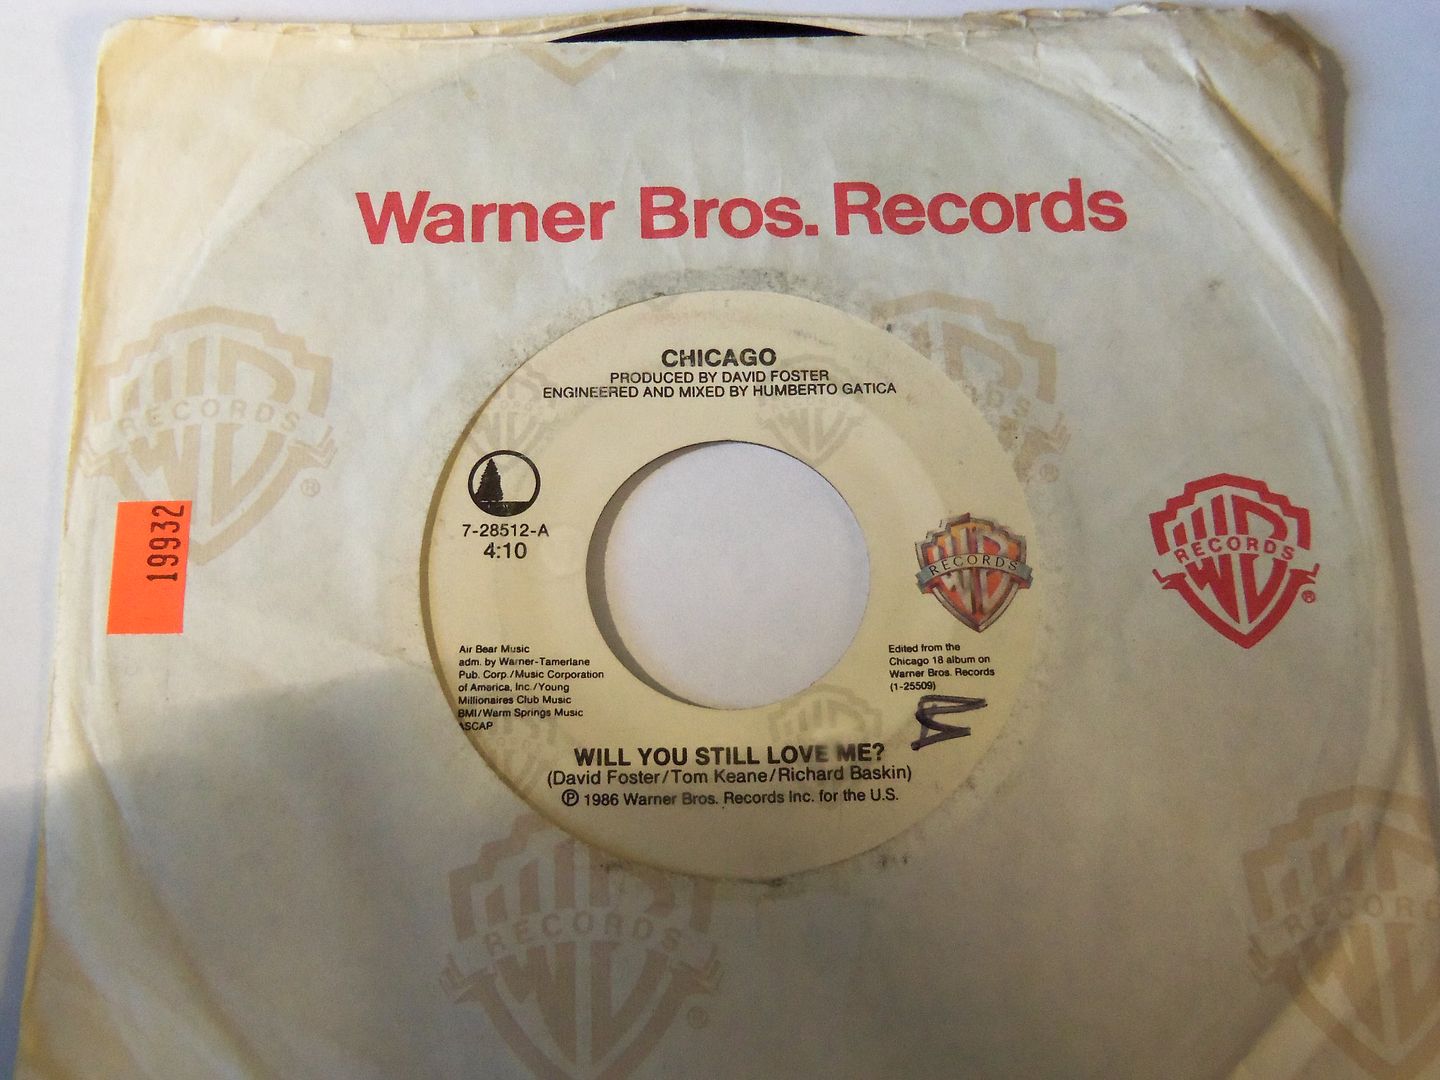 Warner Bros. Records
CHICAGO
PRODUCED BY DAVID FOSTER
ENGINEERED AND MIXED BY HUMBERTO GATICA
7-28512-A
4:10
RECORDS
Air Bear Music
adm. by Warner-Tamerlane
Pub. Corp./Music Corporation
of America, Inc./Young
Millionaires Club Music
BMI/Warm Springs Music
ASCAP
Edited from the
Chicago 18 album on
Warner Bros. Records
(1-25509)
WILL YOU STILL LOVE ME?
(David Foster/Tom Keane/Richard Baskin)
℗ 1986 Warner Bros. Records Inc. for the U.S.
19932
RECORDS
®
RECORDS
®
RECORDS
RECORDS